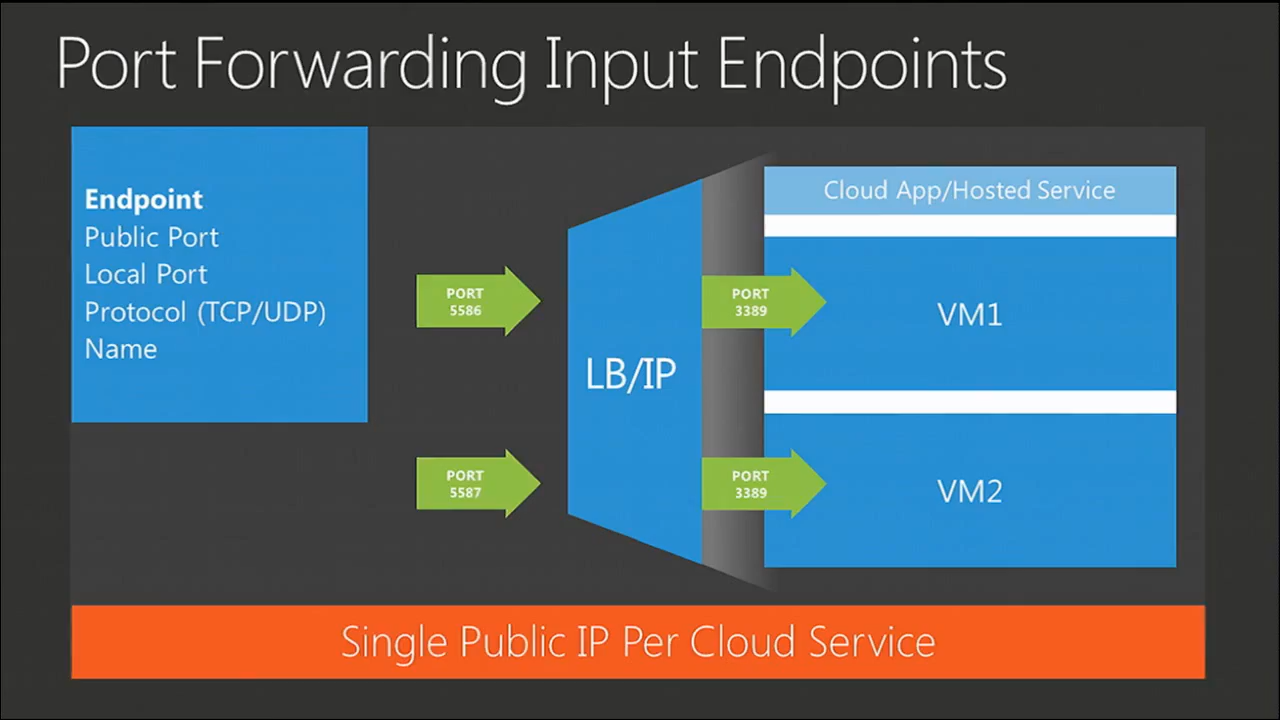 Port Forwarding Input Endpoints
Endpoint
Public Port
Local Port
Protocol (TCP/UDP)
Name
PORT
5586
PORT
5587
LB/IP
PORT
3389
PORT
3389
Cloud App/Hosted Service
VM1
VM2
Single Public IP Per Cloud Service